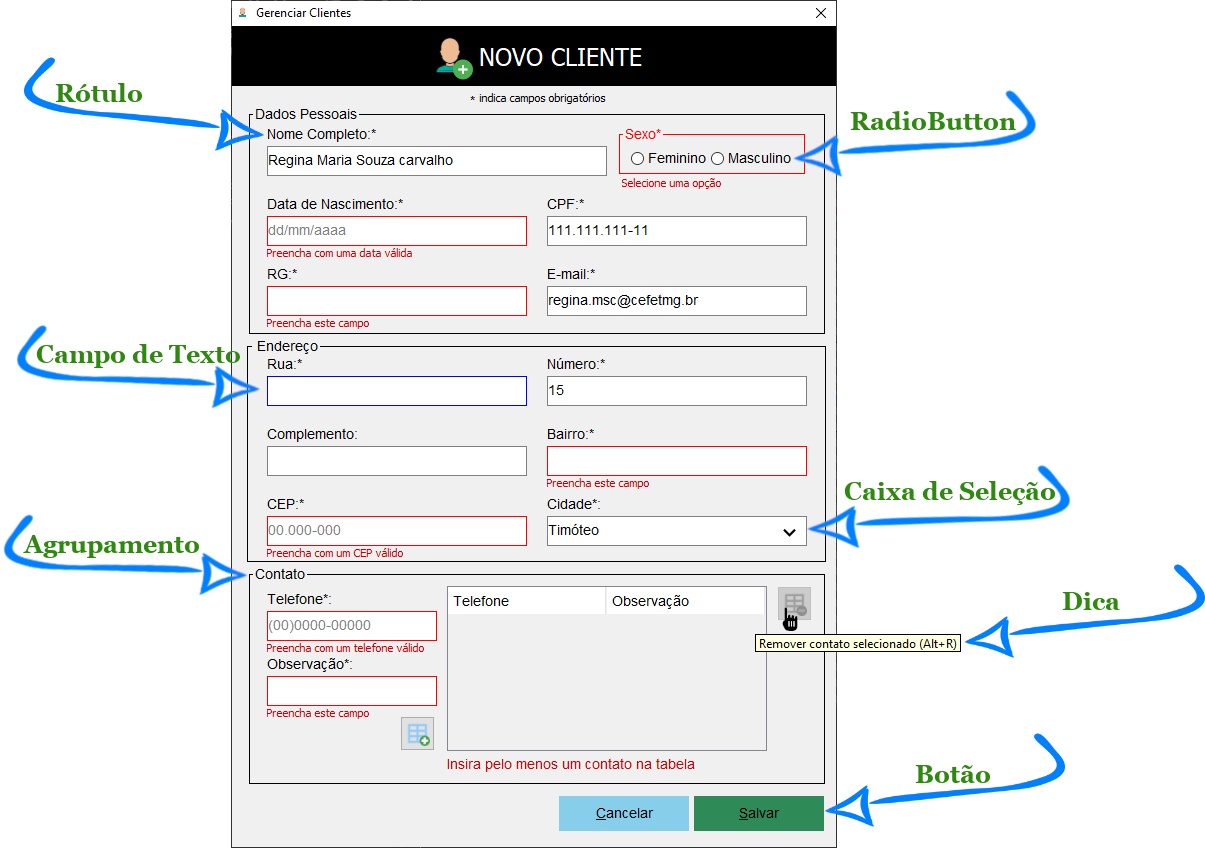 Gerenciar Clientes
NOVO CLIENTE
* indica campos obrigatórios
Rótulo
RadioButton
Dados Pessoais
Nome Completo:*
Sexo*
Regina Maria Souza carvalho
Feminino Masculino
Selecione uma opção
Data de Nascimento:* CPF:*
dd/mm/aaaa 111.111.111-11
Preencha com uma data válida
RG:* E-mail:*
regina.msc@cefetmg.br
Preencha este campo
Campo de Texto
Endereço
Rua:* Número:*
15
Complemento: Bairro:*
Preencha este campo
CEP:* Cidade*:
Caixa de Seleção
00.000-000 Timóteo
Preencha com um CEP válido
Agrupamento
Contato
Telefone*: Telefone Observação
(00)0000-00000
Dica
Remover contato selecionado (Alt+R)
Preencha com um telefone válido
Observação*:
Preencha este campo
Insira pelo menos um contato na tabela
Botão
Cancelar Salvar